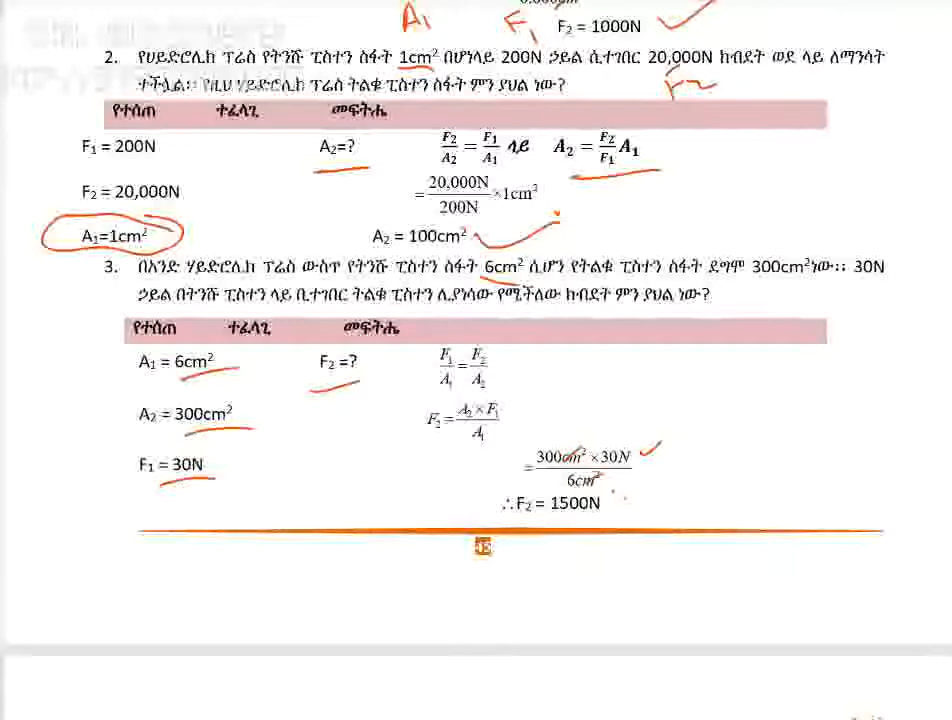 A₁ F₁ F₂ = 1000N
2. የሀይድሮሊክ ፕሬስ የትንሹ ፒስተን ስፋት 1cm² በሆነላይ 200N ኃይል ሲተገበር 20,000N ክብደት ወደ ላይ ለማንሳት
ተችሏል፡፡ የዚህ ሃይድሮሊክ ፕሬስ ትልቁ ፒስተን ስፋት ምን ያህል ነው? F₂
የተሰጠ ተፈላጊ መፍትሔ
F₁ = 200N A₂=? F₂/A₂ = F₁/A₁ ላይ A₂ = F₂/F₁ A₁
F₂ = 20,000N = 20,000N/200N ×1cm²
A₁=1cm² A₂ = 100cm²
3. በአንድ ሃይድሮሊክ ፕሬስ ውስጥ የትንሹ ፒስተን ስፋት 6cm² ሲሆን የትልቁ ፒስተን ስፋት ደግሞ 300cm² ነው፡፡ 30N
ኃይል በትንሹ ፒስተን ላይ ቢተገበር ትልቁ ፒስተን ሊያነሳው የሚችለው ክብደት ምን ያህል ነው?
የተሰጠ ተፈላጊ መፍትሔ
A₁ = 6cm² F₂ =? F₁/A₁ = F₂/A₂
A₂ = 300cm² F₂ = A₂ × F₁/A₁
F₁ = 30N = 300cm² × 30N/6cm²
∴F₂ = 1500N